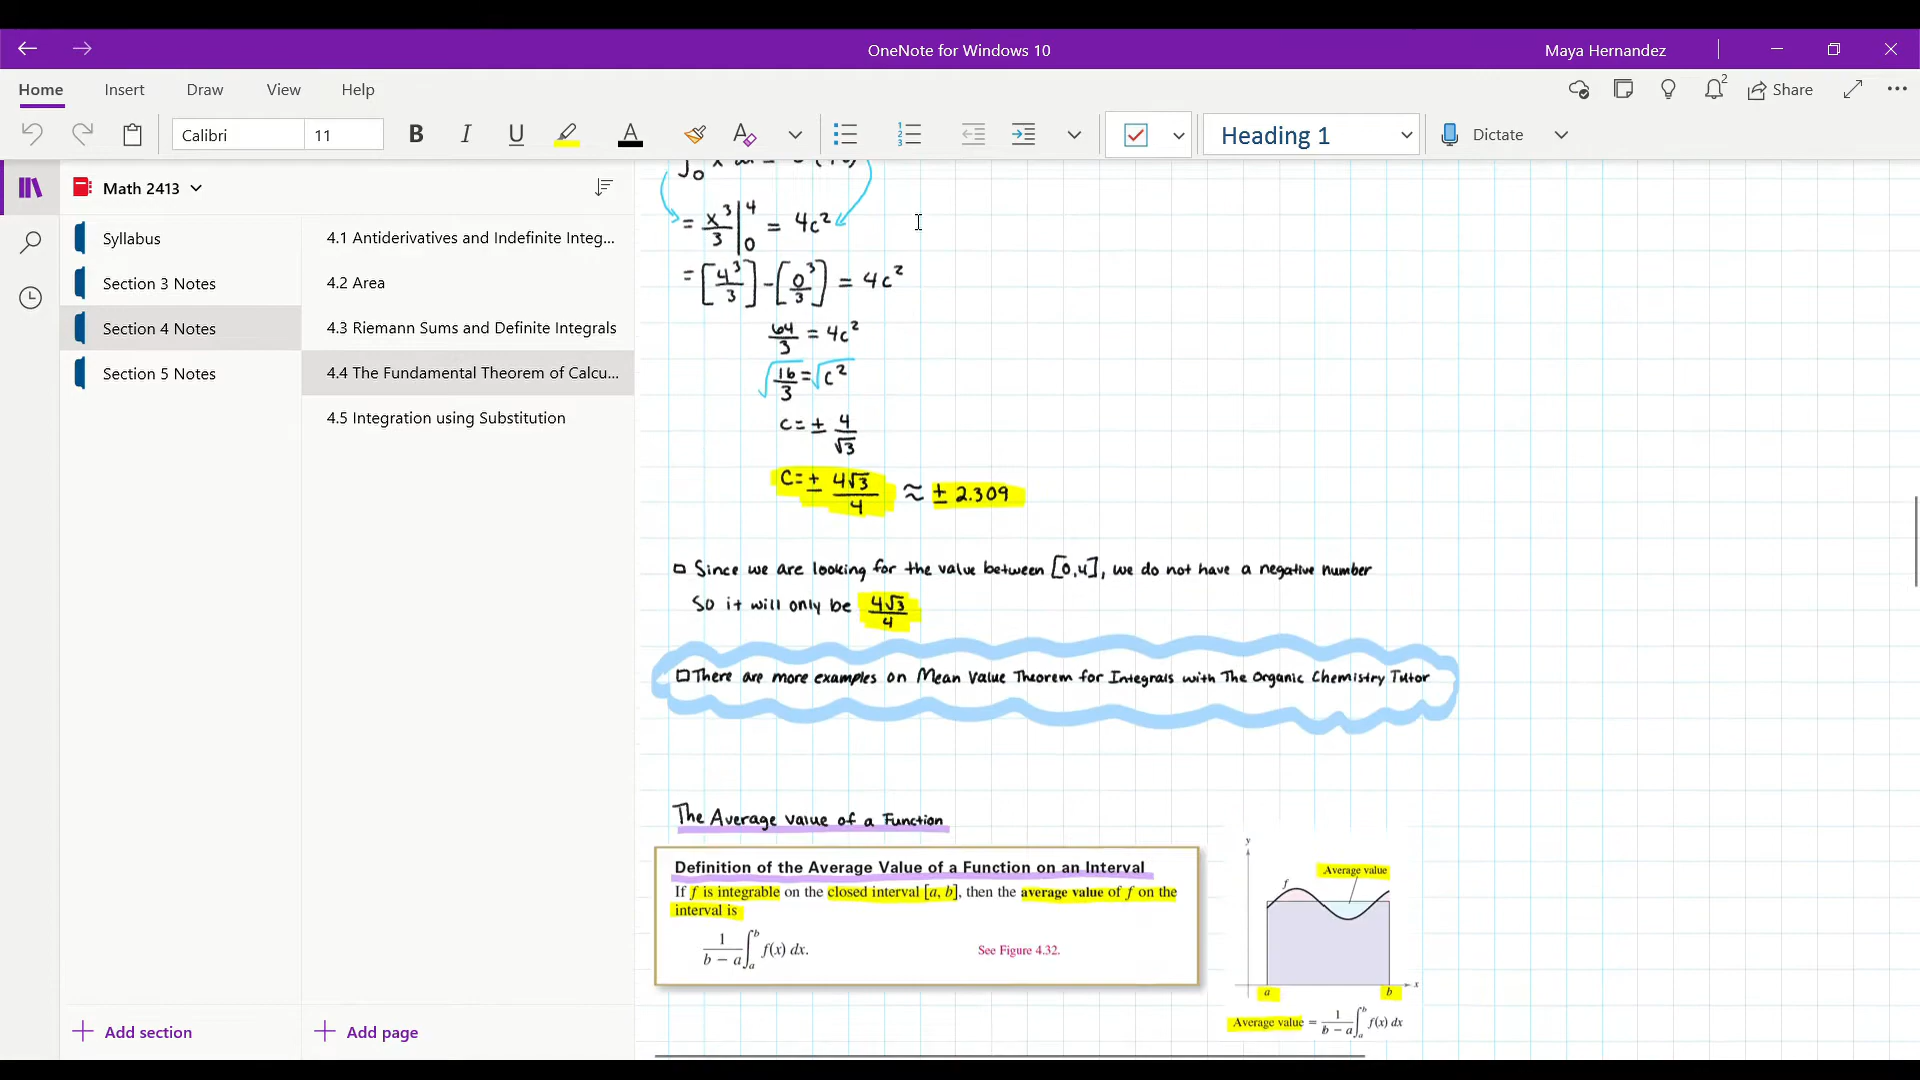 OneNote for Windows 10
Maya Hernandez
Home Insert Draw View Help
2
Share
Calibri 11 B I U A A Heading 1 Dictate
Math 2413
Syllabus
Section 3 Notes
Section 4 Notes
Section 5 Notes
4.1 Antiderivatives and Indefinite Integ...
4.2 Area
4.3 Riemann Sums and Definite Integrals
4.4 The Fundamental Theorem of Calcu...
4.5 Integration using Substitution
+ Add section
+ Add page
= x³/3 |₀⁴ = 4c²
= [4³/3] - [0³/3] = 4c²
64/3 = 4c²
√16/3 = √c²
c = ± 4/√3
C = ± 4√3/4 ≈ ± 2.309
Since we are looking for the value between [0,4], we do not have a negative number
So it will only be 4√3/4
There are more examples on Mean Value Theorem for Integrals with The Organic Chemistry Tutor
The Average value of a Function
Definition of the Average Value of a Function on an Interval
If f is integrable on the closed interval [a, b], then the average value of f on the
interval is
1/(b − a) ∫ₐᵇ f(x) dx.
See Figure 4.32.
y
Average value
f
a b x
Average value = 1/(b − a) ∫ₐᵇ f(x) dx